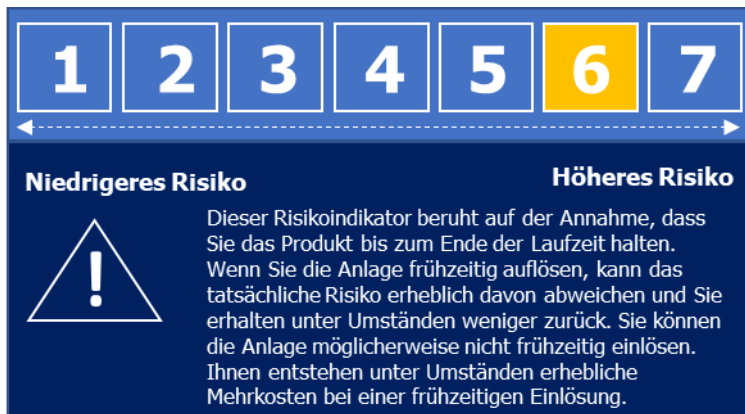 1 2 3 4 5 6 7
Niedrigeres Risiko Höheres Risiko
!
Dieser Risikoindikator beruht auf der Annahme, dass
Sie das Produkt bis zum Ende der Laufzeit halten.
Wenn Sie die Anlage frühzeitig auflösen, kann das
tatsächliche Risiko erheblich davon abweichen und Sie
erhalten unter Umständen weniger zurück. Sie können
die Anlage möglicherweise nicht frühzeitig einlösen.
Ihnen entstehen unter Umständen erhebliche
Mehrkosten bei einer frühzeitigen Einlösung.